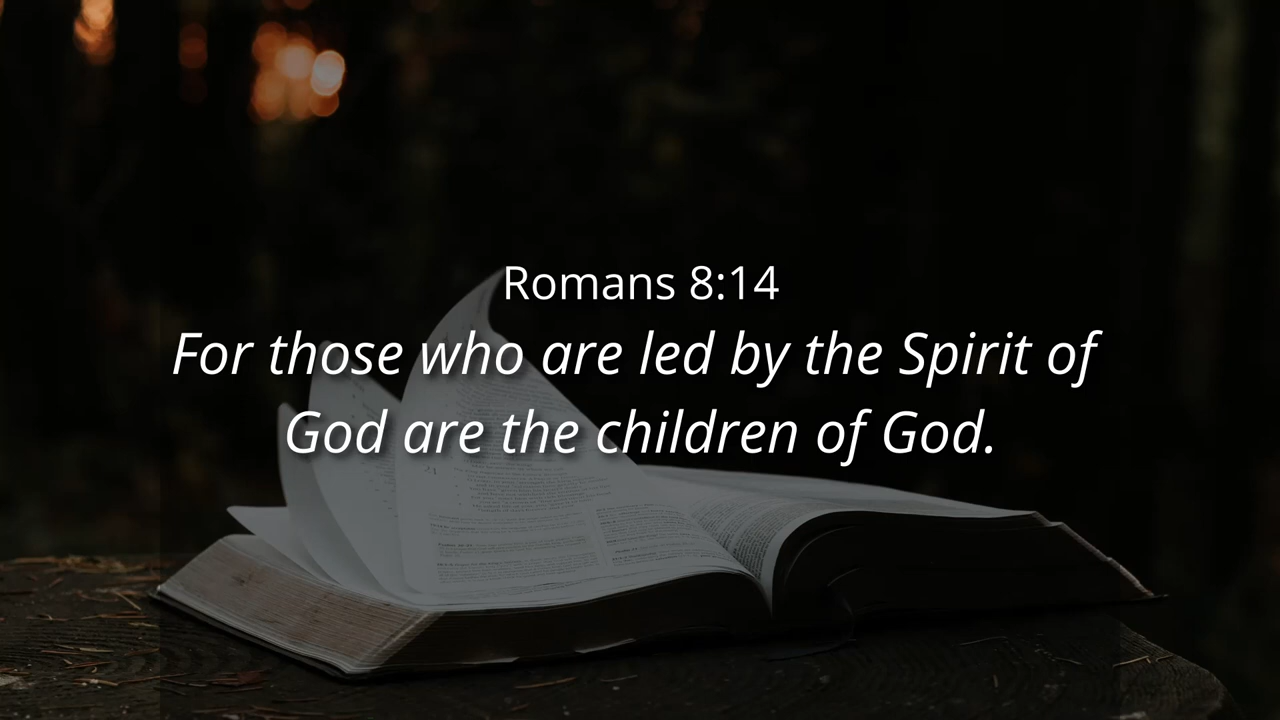 Romans 8:14
For those who are led by the Spirit of
God are the children of God.